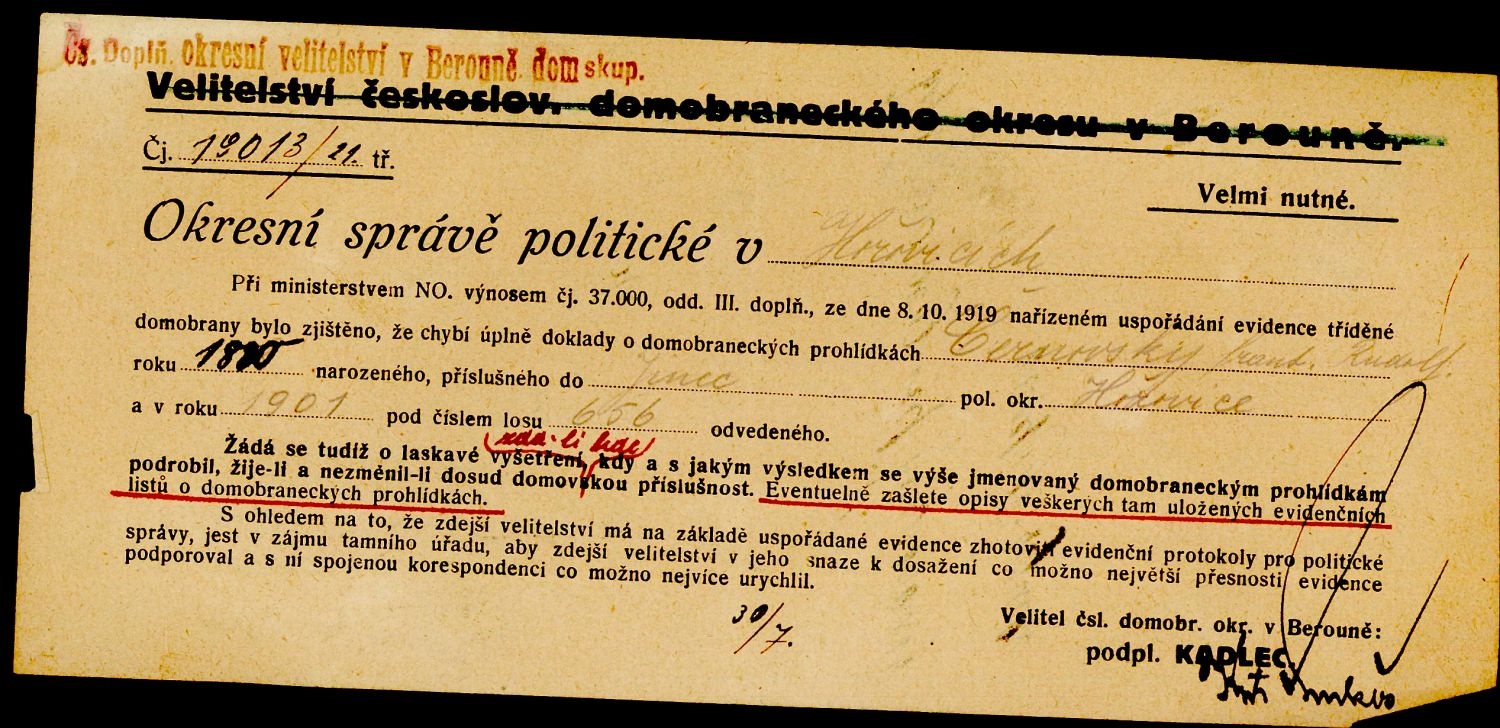 Čs. Doplň. okresní velitelství v Berouně dom skup.
Velitelství českoslov. domobraneckého okresu v Berouně.
Čj. 19013/21. tř.
Velmi nutné.
Okresní správě politické v Hořovicích
Při ministerstvem NO. výnosem čj. 37.000, odd. III. doplň., ze dne 8. 10. 1919 nařízeném uspořádání evidence tříděné
domobrany bylo zjištěno, že chybí úplně doklady o domobraneckých prohlídkách Černovský Rudolf.
roku narozeného, příslušného do Jinec pol. okr. Hořovice
a v roku 1901 pod číslem losu 656 odvedeného.
zda-li kde
Žádá se tudíž o laskavé vyšetření, kdy a s jakým výsledkem se výše jmenovaný domobraneckým prohlídkám
podrobil, žije-li a nezměnil-li dosud domovskou příslušnost. Eventuelně zašlete opisy veškerých tam uložených evidenčních
listů o domobraneckých prohlídkách.
S ohledem na to, že zdejší velitelství má na základě uspořádané evidence zhotoviti evidenční protokoly pro politické
správy, jest v zájmu tamního úřadu, aby zdejší velitelství v jeho snaze k dosažení co možno největší přesnosti evidence
podporoval a s ní spojenou korespondenci co možno nejvíce urychlil.
30/7.
Velitel čsl. domobr. okr. v Berouně:
podpl. KADLEC.